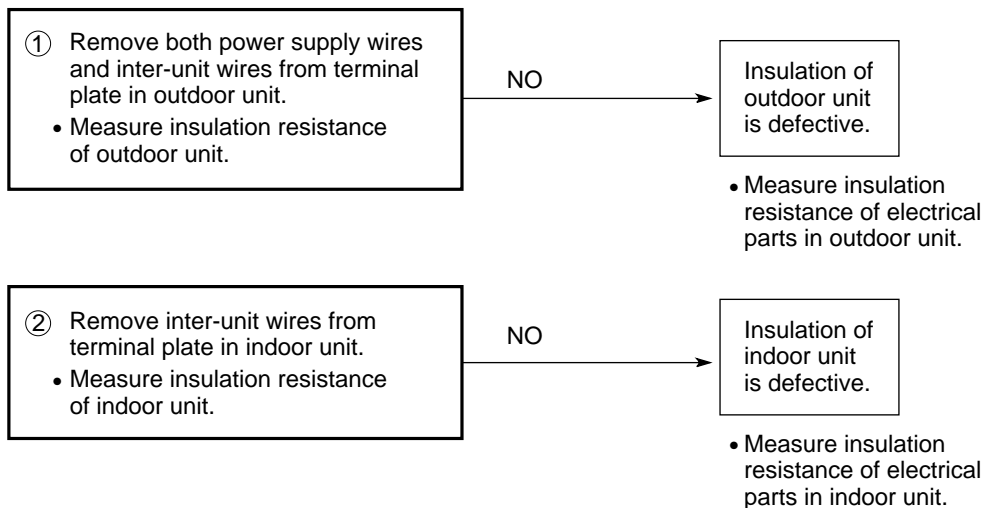 ① Remove both power supply wires
and inter-unit wires from terminal
plate in outdoor unit.
• Measure insulation resistance
of outdoor unit.
NO
Insulation of
outdoor unit
is defective.
• Measure insulation
resistance of electrical
parts in outdoor unit.
② Remove inter-unit wires from
terminal plate in indoor unit.
• Measure insulation resistance
of indoor unit.
NO
Insulation of
indoor unit
is defective.
• Measure insulation
resistance of electrical
parts in indoor unit.